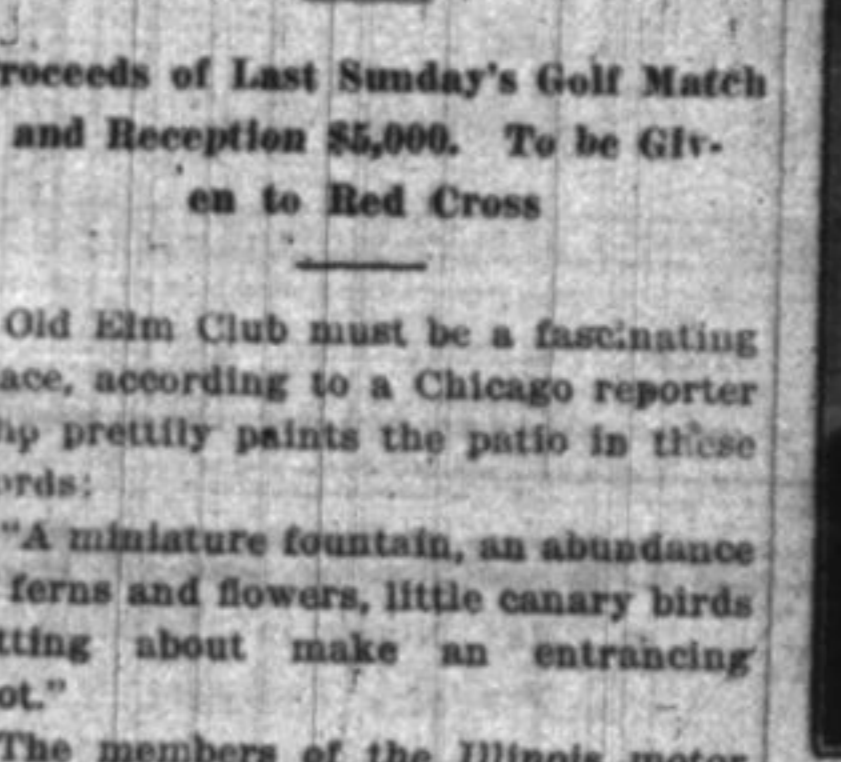 roceeds of Last Sunday's Golf Match
and Reception $5,000. To be Giv-
en to Red Cross
Old Elm Club must be a fascinating
ace, according to a Chicago reporter
prettily paints the patio in these
ords:
"A miniature fountain, an abundance
ferns and flowers, little canary birds
tting about make an entrancing
ot."
The members of the Illinois motor